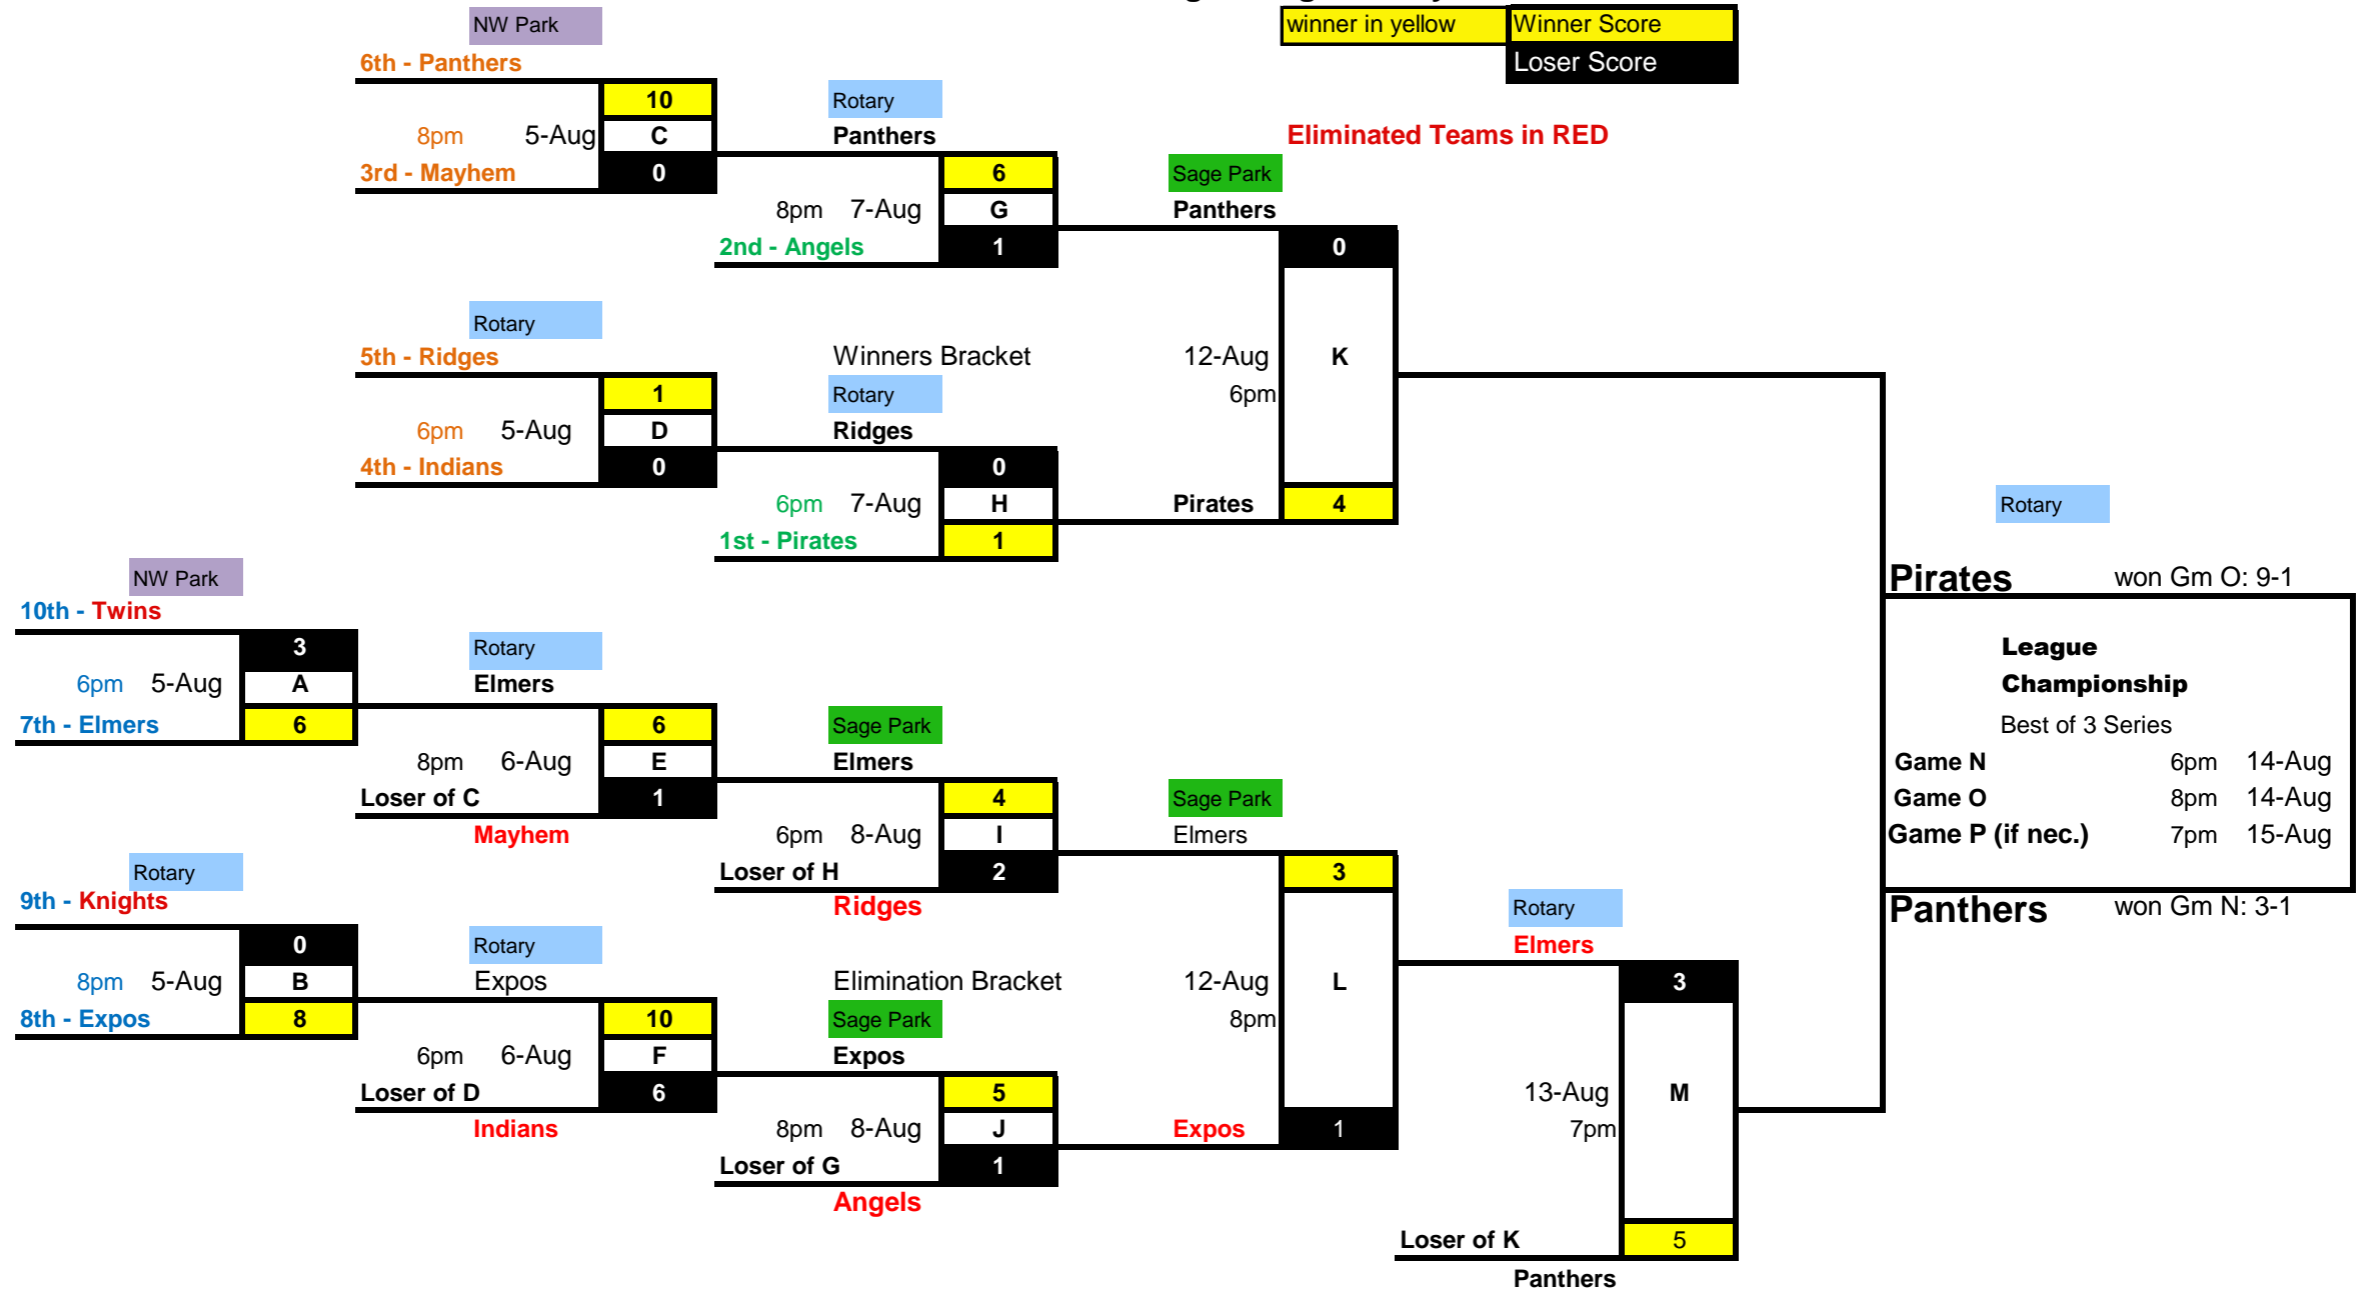 NW Park
winner in yellow Winner Score
6th - Panthers
Loser Score
10
Rotary
8pm 5-Aug C
Panthers
Eliminated Teams in RED
3rd - Mayhem 0
6
Sage Park
8pm 7-Aug G
Panthers
2nd - Angels 1
0
Rotary
5th - Ridges
Winners Bracket
12-Aug K
1
Rotary
6pm
6pm 5-Aug D
Ridges
4th - Indians 0
0
6pm 7-Aug H
Pirates 4
Rotary
1st - Pirates 1
NW Park
Pirates won Gm O: 9-1
10th - Twins
3
Rotary
League
6pm 5-Aug A
Elmers
Championship
7th - Elmers 6
6
Sage Park
Best of 3 Series
8pm 6-Aug E
Elmers
Game N 6pm 14-Aug
Loser of C 1
4
Sage Park
Game O 8pm 14-Aug
Mayhem
6pm 8-Aug I
Elmers
Game P (if nec.) 7pm 15-Aug
Rotary
Loser of H 2
3
9th - Knights
Ridges
Rotary
Panthers won Gm N: 3-1
0
Rotary
Elmers
8pm 5-Aug B
Expos
Elimination Bracket
12-Aug L
3
8th - Expos 8
10
Sage Park
8pm
6pm 6-Aug F
Expos
Loser of D 6
5
13-Aug M
Indians
8pm 8-Aug J
Expos 1
7pm
Loser of G 1
Angels
Loser of K 5
Panthers